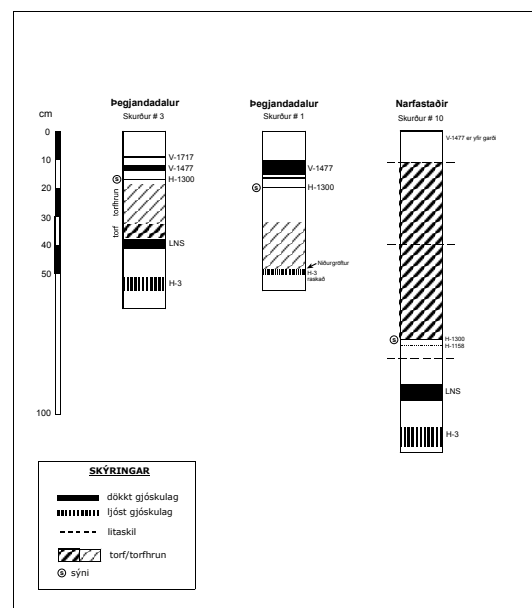 Þegjandadalur
Skurður # 3
Þegjandadalur
Skurður # 1
Narfastaðir
Skurður # 10
cm
0
10
20
30
40
50
100
V-1717
V-1477
H-1300
LNS
H-3
s
torfhrun
torf
V-1477
H-1300
s
Niðurgröftur
H-3
raskað
V-1477 er yfir garði
s
H-1300
H-1158
LNS
H-3
SKÝRINGAR
dökkt gjóskulag
ljóst gjóskulag
litaskil
torf/torfhrun
s sýni